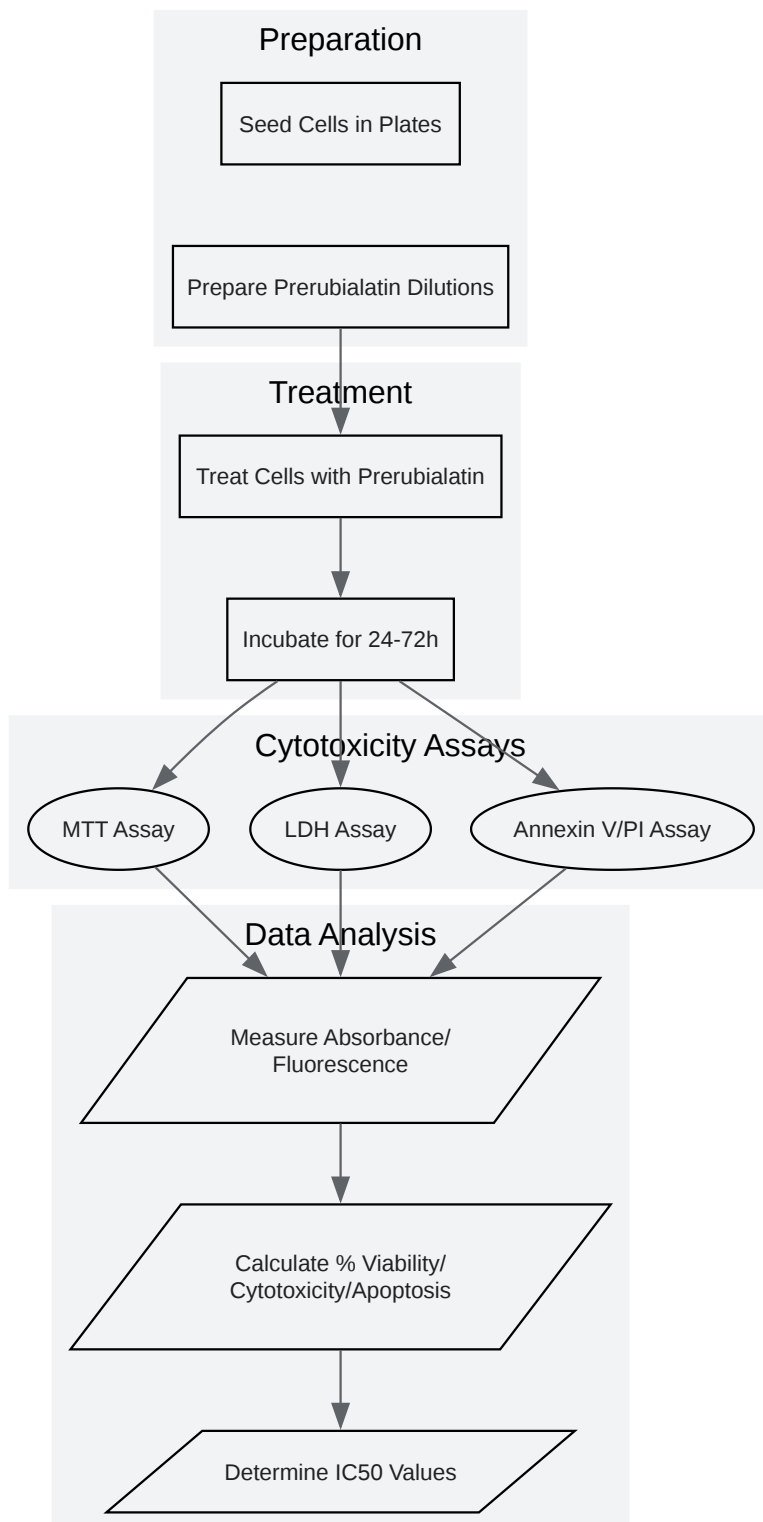 Preparation
Seed Cells in Plates
Prepare Prerubialatin Dilutions
Treatment
Treat Cells with Prerubialatin
Incubate for 24-72h
Cytotoxicity Assays
MTT Assay
LDH Assay
Annexin V/PI Assay
Data Analysis
Measure Absorbance/
Fluorescence
Calculate % Viability/
Cytotoxicity/Apoptosis
Determine IC50 Values